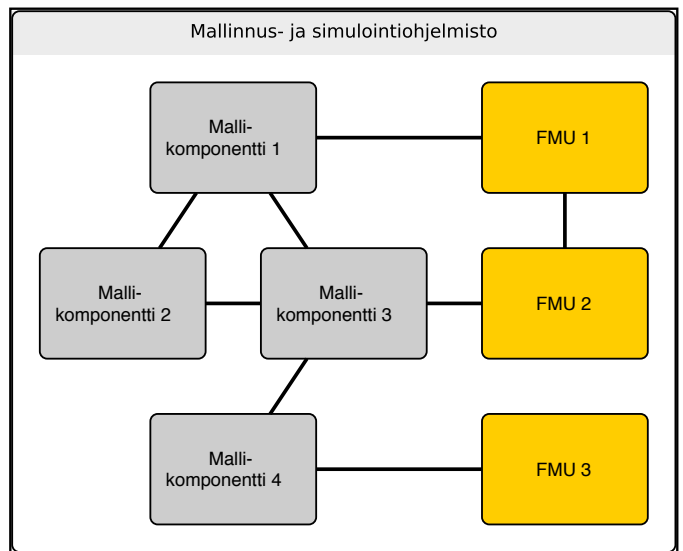 Mallinnus- ja simulointiohjelmisto
Malli-
komponentti 1
FMU 1
Malli-
komponentti 2
Malli-
komponentti 3
FMU 2
Malli-
komponentti 4
FMU 3